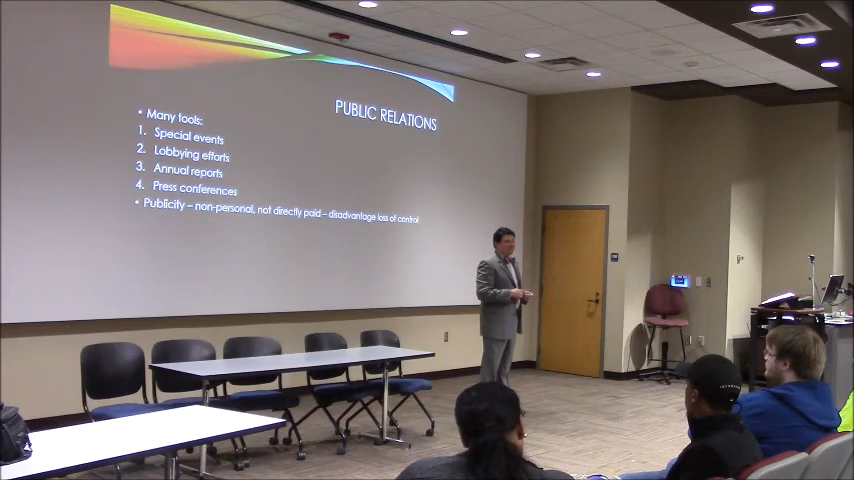 PUBLIC RELATIONS
• Many tools:
1. Special events
2. Lobbying efforts
3. Annual reports
4. Press conferences
• Publicity – non-personal, not directly paid – disadvantage loss of control